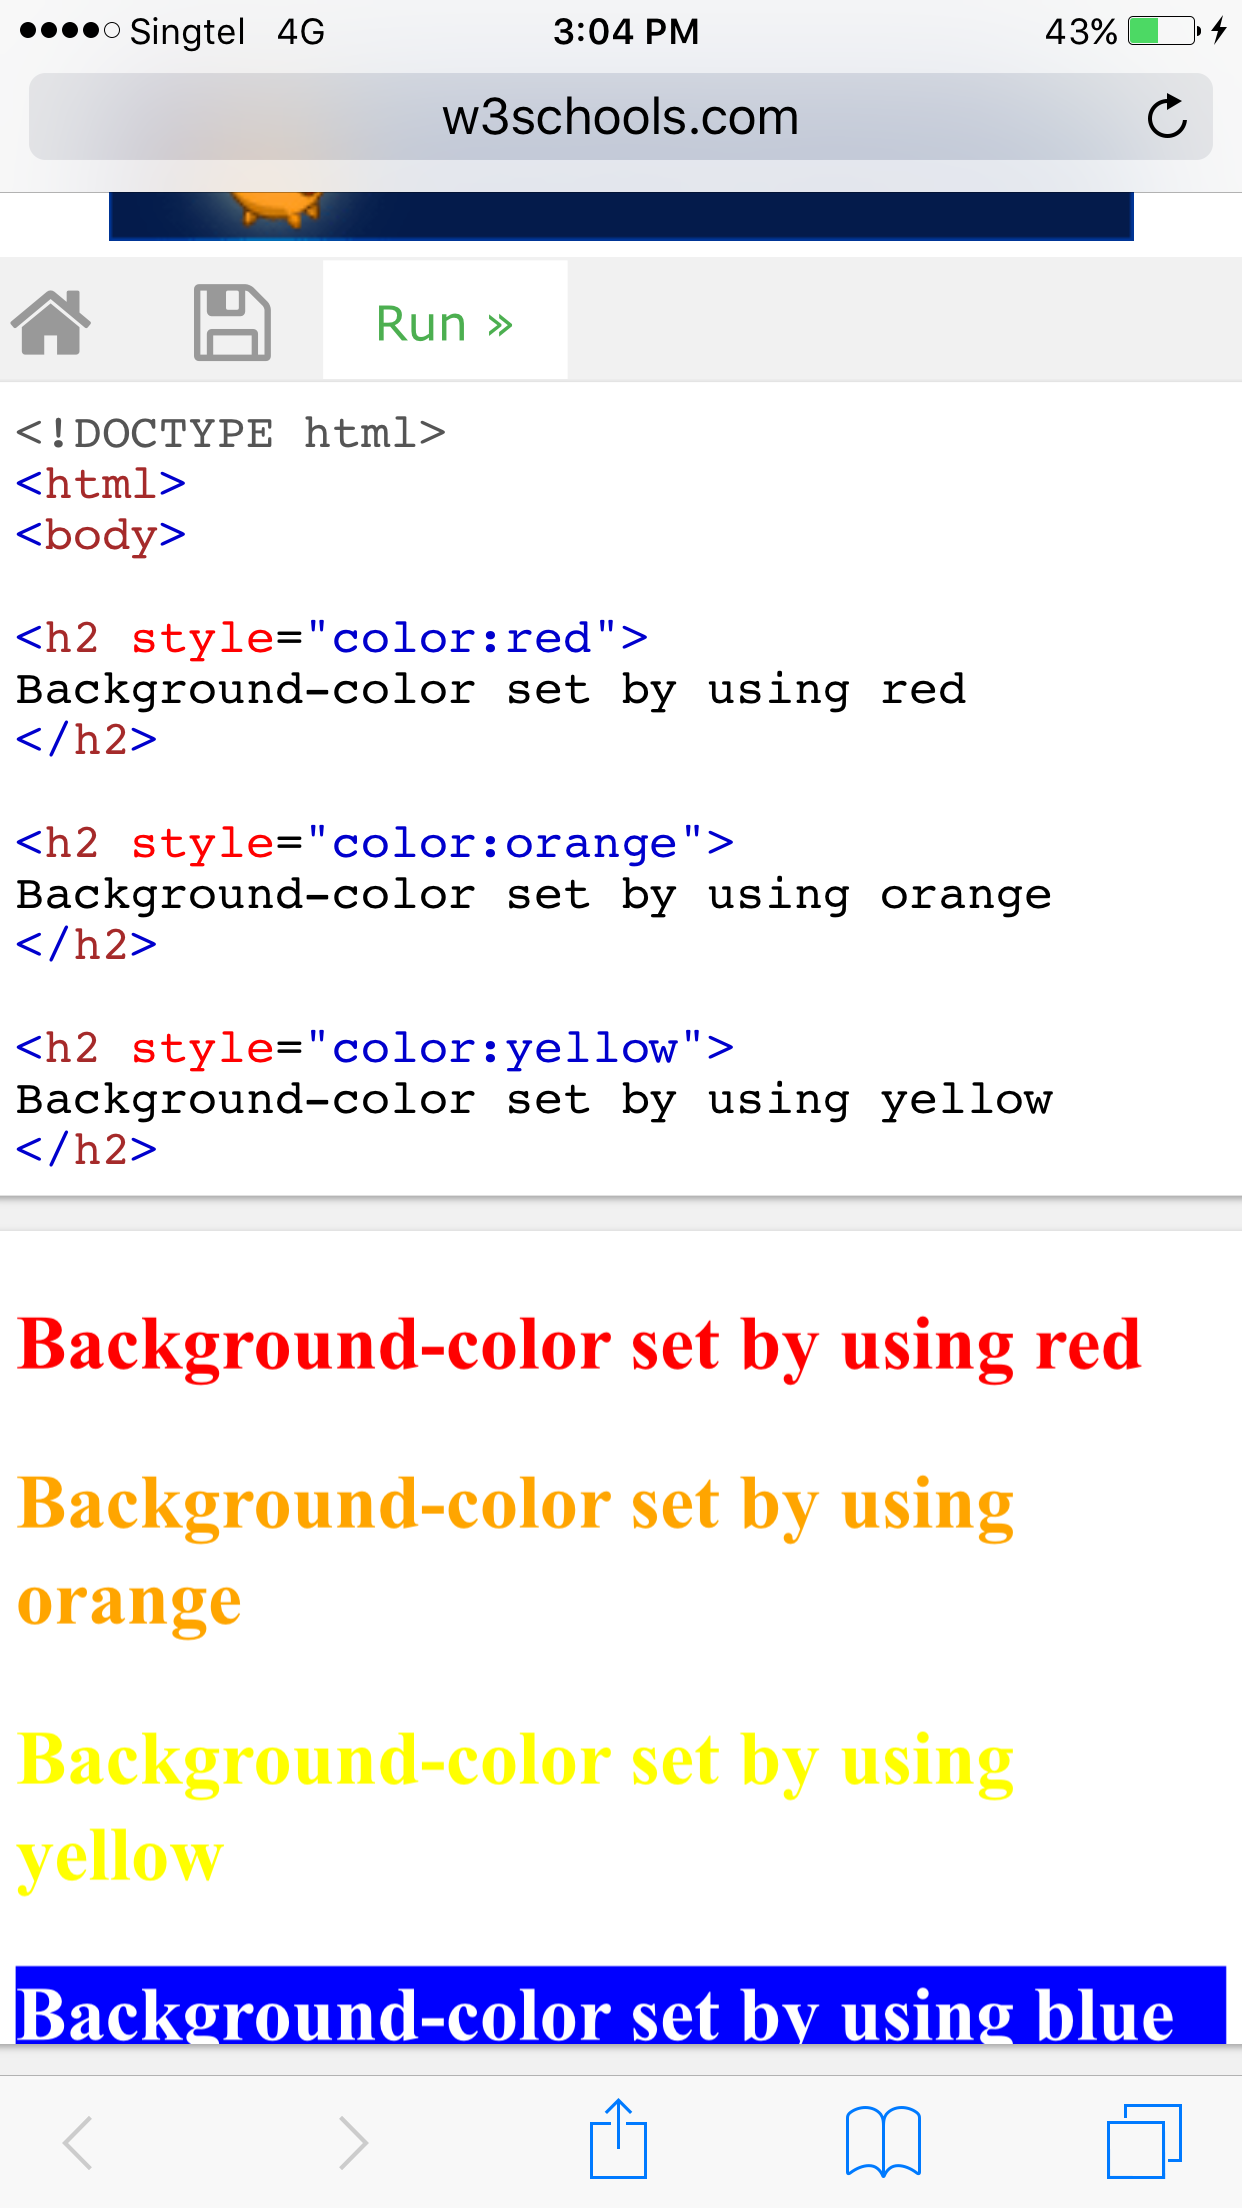 Singtel 4G 3:04 PM 43%
w3schools.com
Run »
<!DOCTYPE html>
<html>
<body>
<h2 style="color:red">
Background-color set by using red
</h2>
<h2 style="color:orange">
Background-color set by using orange
</h2>
<h2 style="color:yellow">
Background-color set by using yellow
</h2>
Background-color set by using red
Background-color set by using
orange
Background-color set by using
yellow
Background-color set by using blue